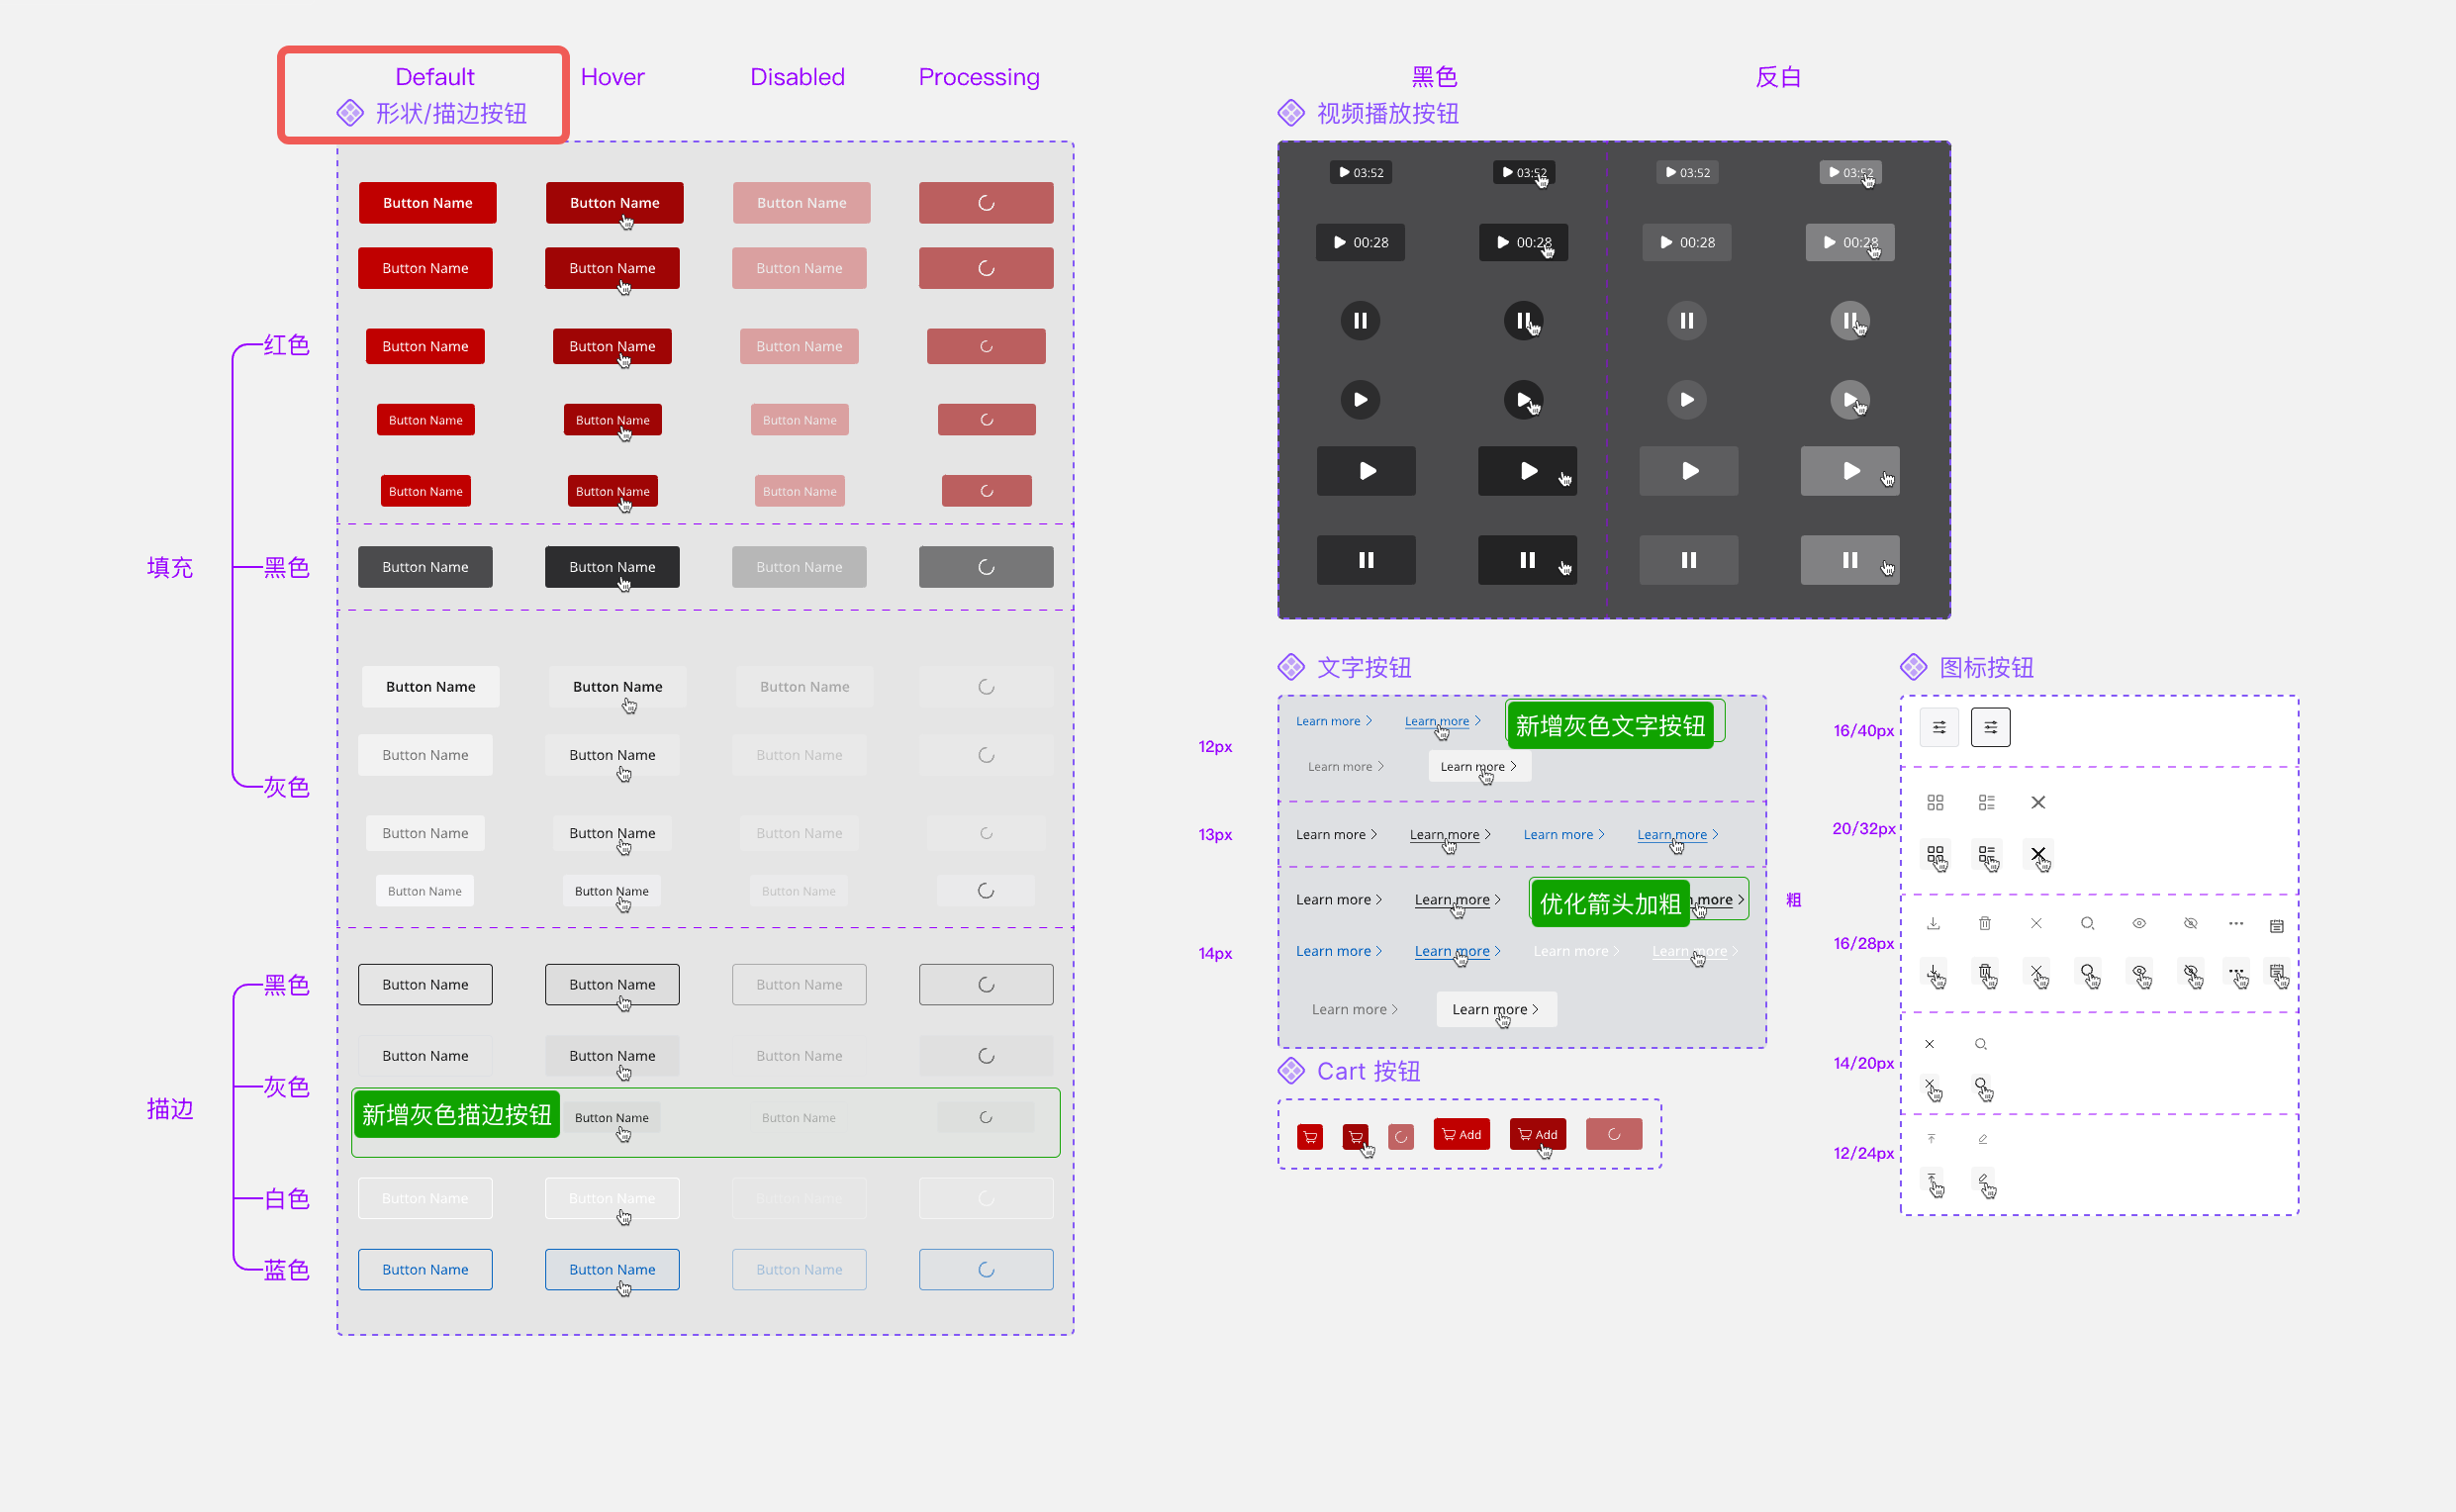 Default Hover Disabled Processing
形状/描边按钮
Button Name Button Name Button Name
Button Name Button Name Button Name
红色
Button Name Button Name Button Name
Button Name Button Name Button Name
Button Name Button Name Button Name
填充
黑色
Button Name Button Name Button Name
Button Name Button Name Button Name
Button Name Button Name Button Name
灰色
Button Name Button Name Button Name
Button Name Button Name Button Name
描边
黑色
Button Name Button Name Button Name
灰色
Button Name Button Name Button Name
新增灰色描边按钮 Button Name Button Name
白色
Button Name Button Name Button Name
蓝色
Button Name Button Name Button Name
黑色 反白
视频播放按钮
03:52 03:52 03:52 03:52
00:28 00:28 00:28 00:28
文字按钮
12px
Learn more Learn more 新增灰色文字按钮
Learn more Learn more
13px
Learn more Learn more Learn more Learn more
14px
Learn more Learn more 优化箭头加粗 more 粗
Learn more Learn more Learn more Learn more
Learn more Learn more
Cart 按钮
Add Add
图标按钮
16/40px
20/32px
16/28px
14/20px
12/24px